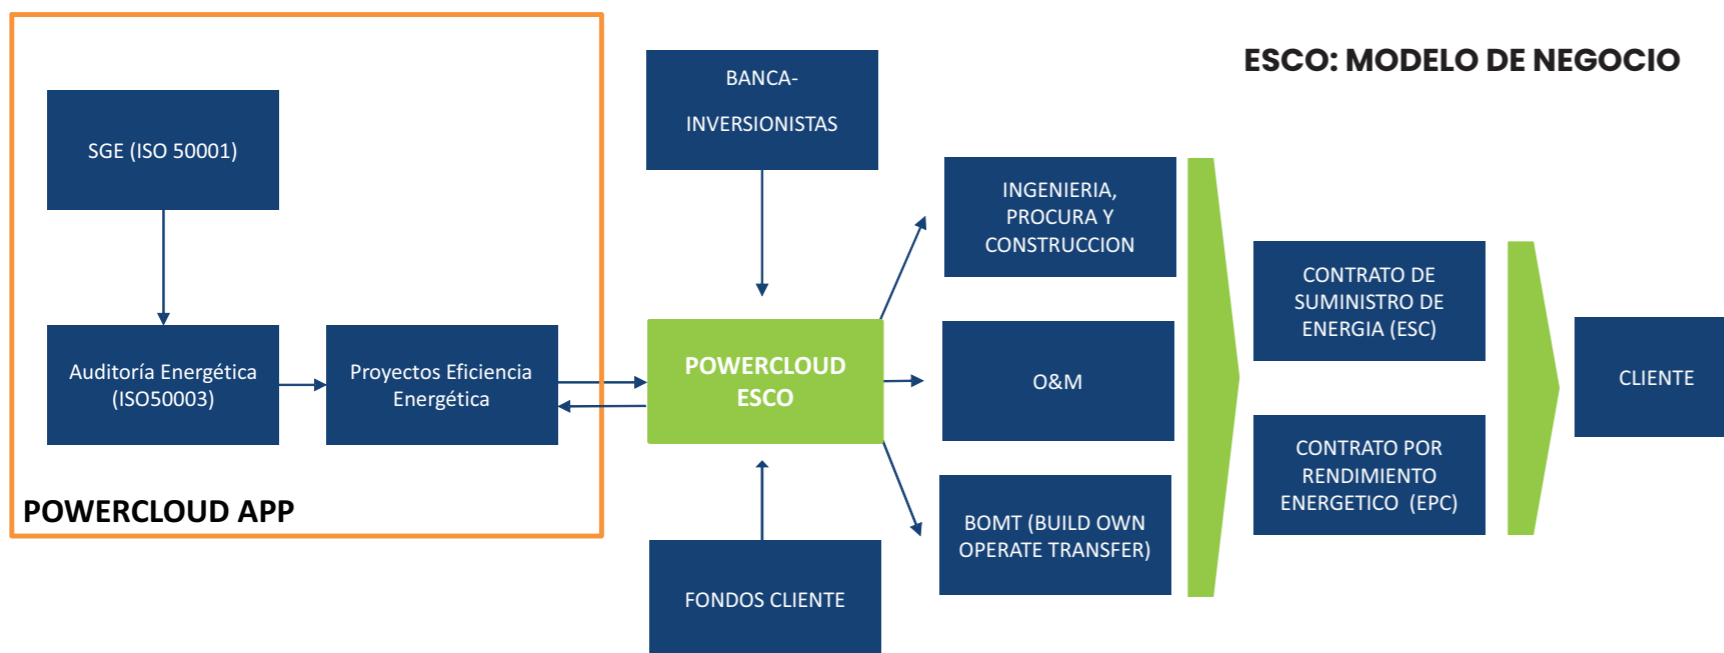 ESCO: MODELO DE NEGOCIO
SGE (ISO 50001)
Auditoría Energética
(ISO50003)
Proyectos Eficiencia
Energética
POWERCLOUD APP
BANCA-
INVERSIONISTAS
POWERCLOUD
ESCO
FONDOS CLIENTE
INGENIERIA,
PROCURA Y
CONSTRUCCION
O&M
BOMT (BUILD OWN
OPERATE TRANSFER)
CONTRATO DE
SUMINISTRO DE
ENERGIA (ESC)
CONTRATO POR
RENDIMIENTO
ENERGETICO (EPC)
CLIENTE